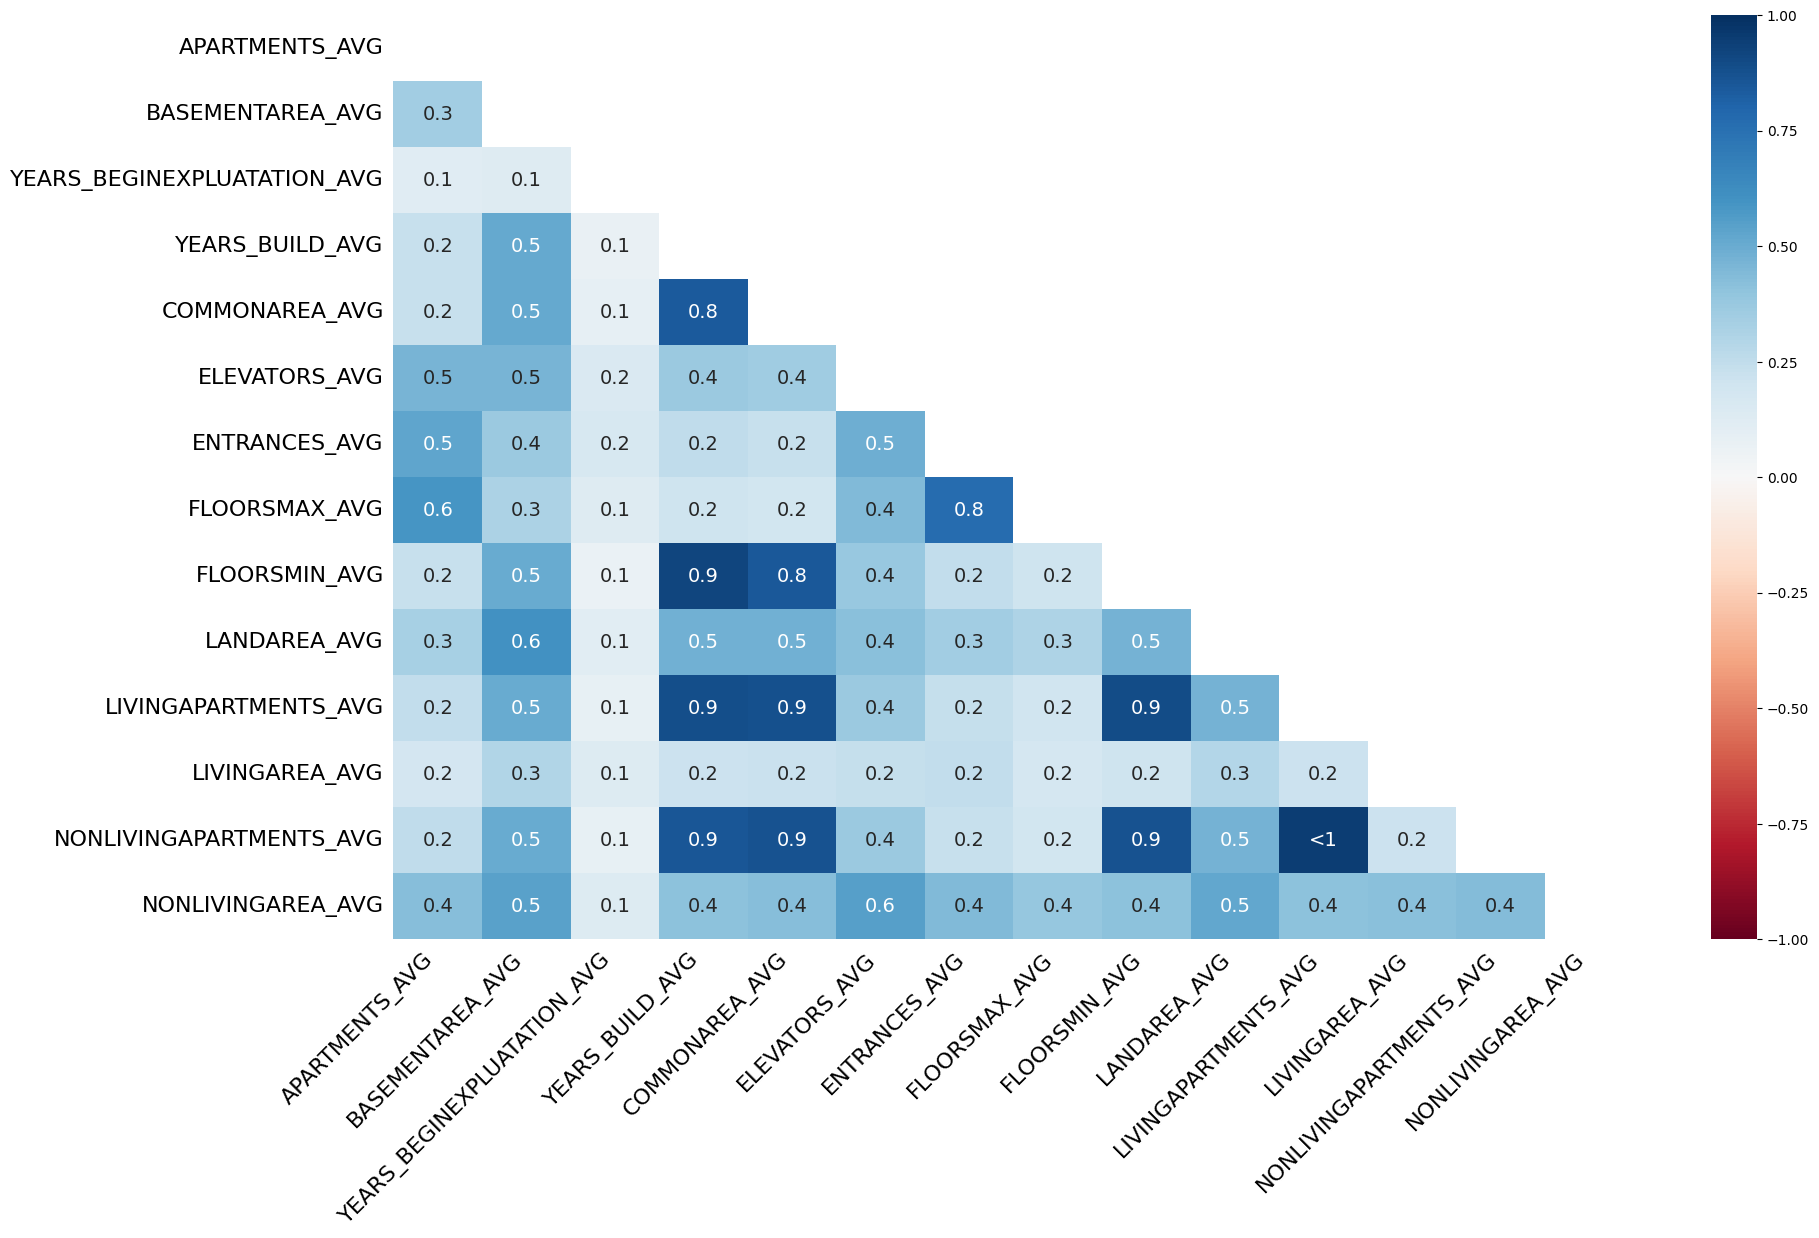 APARTMENTS_AVG
BASEMENTAREA_AVG 0.3
YEARS_BEGINEXPLUATATION_AVG 0.1 0.1
YEARS_BUILD_AVG 0.2 0.5 0.1
COMMONAREA_AVG 0.2 0.5 0.1 0.8
ELEVATORS_AVG 0.5 0.5 0.2 0.4 0.4
ENTRANCES_AVG 0.5 0.4 0.2 0.2 0.2 0.5
FLOORSMAX_AVG 0.6 0.3 0.1 0.2 0.2 0.4 0.8
FLOORSMIN_AVG 0.2 0.5 0.1 0.9 0.8 0.4 0.2 0.2
LANDAREA_AVG 0.3 0.6 0.1 0.5 0.5 0.4 0.3 0.3 0.5
LIVINGAPARTMENTS_AVG 0.2 0.5 0.1 0.9 0.9 0.4 0.2 0.2 0.9 0.5
LIVINGAREA_AVG 0.2 0.3 0.1 0.2 0.2 0.2 0.2 0.2 0.2 0.3 0.2
NONLIVINGAPARTMENTS_AVG 0.2 0.5 0.1 0.9 0.9 0.4 0.2 0.2 0.9 0.5 <1 0.2
NONLIVINGAREA_AVG 0.4 0.5 0.1 0.4 0.4 0.6 0.4 0.4 0.4 0.5 0.4 0.4 0.4
APARTMENTS_AVG
BASEMENTAREA_AVG
YEARS_BEGINEXPLUATATION_AVG
YEARS_BUILD_AVG
COMMONAREA_AVG
ELEVATORS_AVG
ENTRANCES_AVG
FLOORSMAX_AVG
FLOORSMIN_AVG
LANDAREA_AVG
LIVINGAPARTMENTS_AVG
LIVINGAREA_AVG
NONLIVINGAPARTMENTS_AVG
NONLIVINGAREA_AVG
1.00
0.75
0.50
0.25
0.00
−0.25
−0.50
−0.75
−1.00